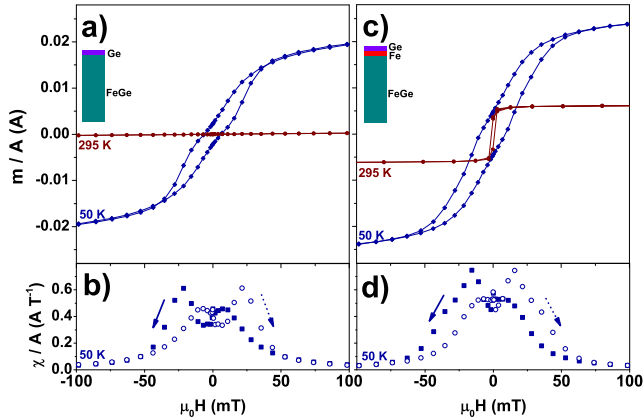 a)
c)
Ge
FeGe
Ge
Fe
FeGe
m / A (A)
0.02
0.01
0.00
-0.01
-0.02
295 K
50 K
295 K
50 K
b)
d)
χ / A (A T⁻¹)
0.6
0.4
0.2
0.0
50 K
50 K
-100 -50 0 50 100
-50 0 50 100
μ₀H (mT)
μ₀H (mT)